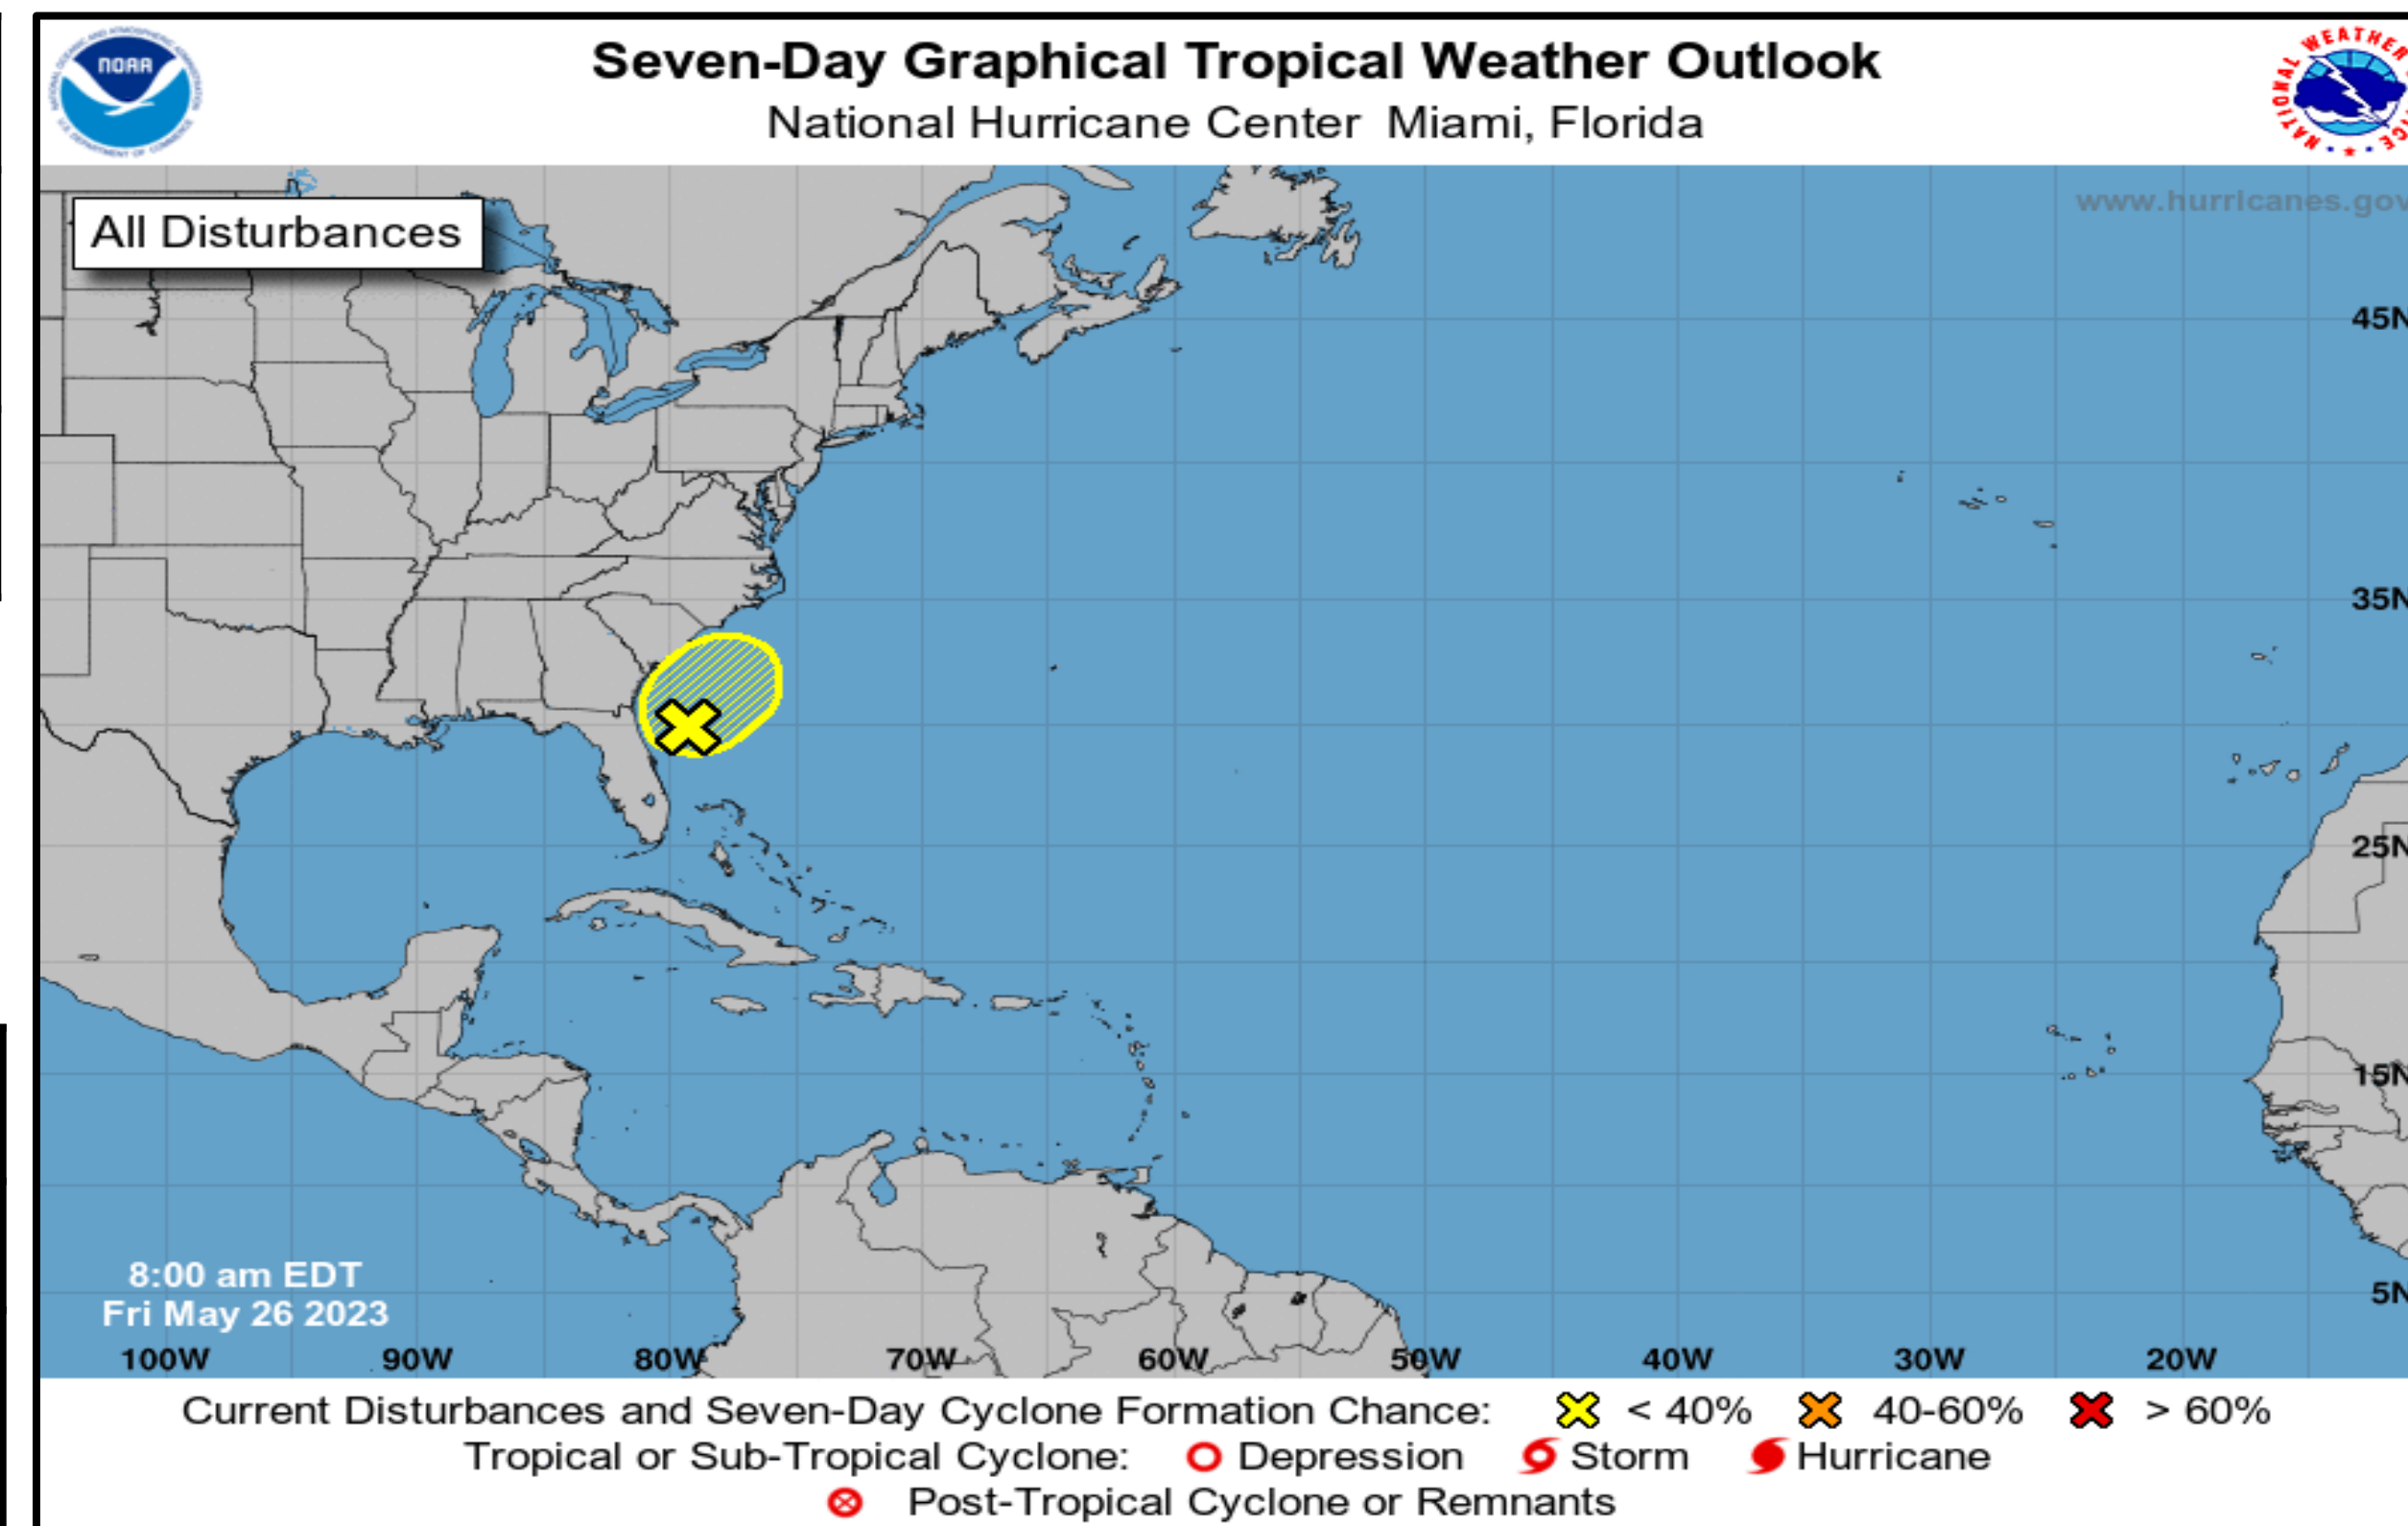 Seven-Day Graphical Tropical Weather Outlook
National Hurricane Center Miami, Florida
NOAA
NATIONAL WEATHER
www.hurricanes.gov
All Disturbances
45N
35N
25N
15N
5N
8:00 am EDT
Fri May 26 2023
100W 90W 80W 70W 60W 50W 40W 30W 20W
Current Disturbances and Seven-Day Cyclone Formation Chance: < 40% 40-60% > 60%
Tropical or Sub-Tropical Cyclone: Depression Storm Hurricane
Post-Tropical Cyclone or Remnants